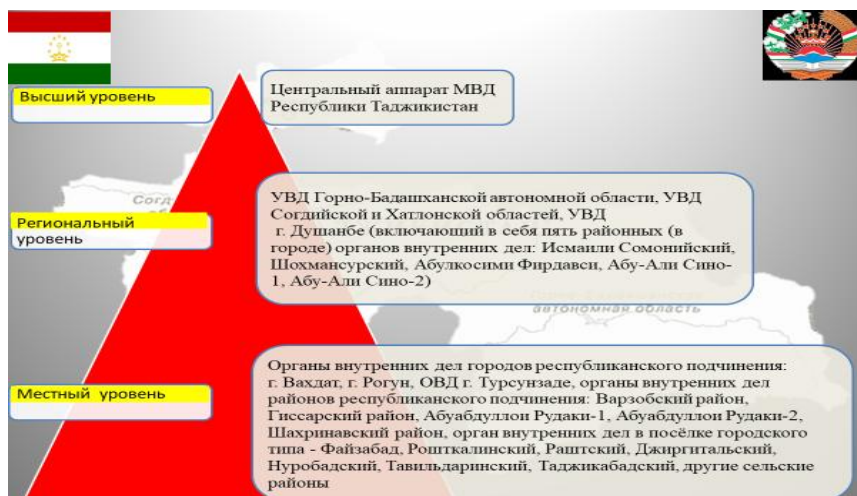 Высший уровень
Центральный аппарат МВД
Республики Таджикистан
Региональный
уровень
УВД Горно-Бадашханской автономной области, УВД
Согдийской и Хатлонской областей, УВД
г. Душанбе (включающий в себя пять районных (в
городе) органов внутренних дел: Исмаили Сомонийский,
Шохмансурский, Абулкосими Фирдавси, Абу-Али Сино-
1, Абу-Али Сино-2)
автономная область
Местный уровень
Органы внутренних дел городов республиканского подчинения:
г. Вахдат, г. Рогун, ОВД г. Турсунзаде, органы внутренних дел
районов республиканского подчинения: Варзобский район,
Гиссарский район, Абуабдуллои Рудаки-1, Абуабдуллои Рудаки-2,
Шахринавский район, орган внутренних дел в посёлке городского
типа - Файзабад, Рошткалинский, Раштский, Джиргитальский,
Нуробадский, Тавильдаринский, Таджикабадский, другие сельские
районы